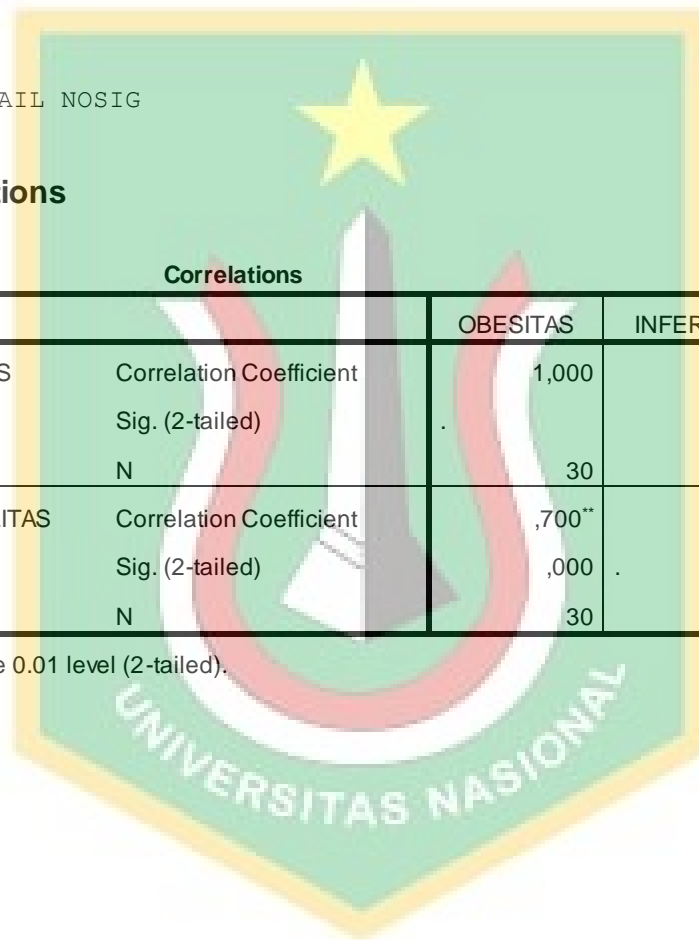 AIL NOSIG
tions
Correlations
OBESITAS INFER
S Correlation Coefficient 1,000
Sig. (2-tailed) .
N 30
ITAS Correlation Coefficient ,700**
Sig. (2-tailed) ,000 .
N 30
e 0.01 level (2-tailed).
UNIVERSITAS NASIONAL